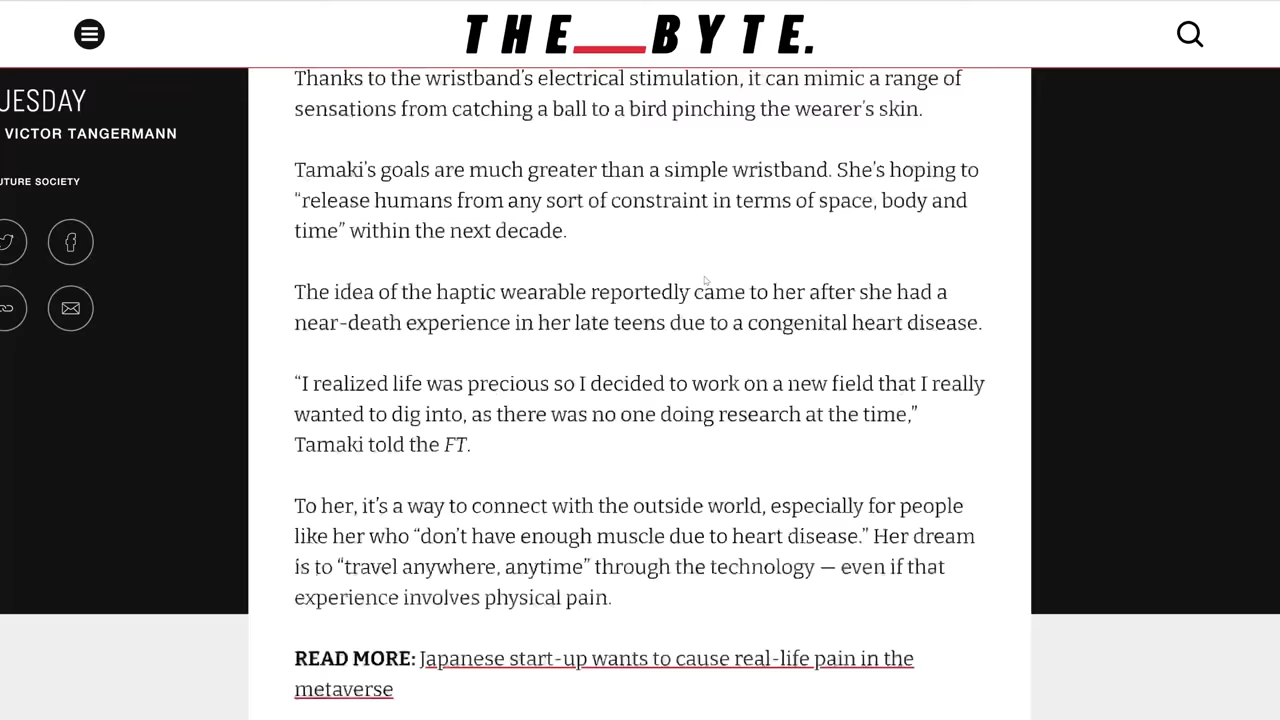 THE__BYTE.
UESDAY
VICTOR TANGERMANN
UTURE SOCIETY
Thanks to the wristband’s electrical stimulation, it can mimic a range of
sensations from catching a ball to a bird pinching the wearer’s skin.
Tamaki’s goals are much greater than a simple wristband. She’s hoping to
“release humans from any sort of constraint in terms of space, body and
time” within the next decade.
The idea of the haptic wearable reportedly came to her after she had a
near-death experience in her late teens due to a congenital heart disease.
“I realized life was precious so I decided to work on a new field that I really
wanted to dig into, as there was no one doing research at the time,”
Tamaki told the FT.
To her, it’s a way to connect with the outside world, especially for people
like her who “don’t have enough muscle due to heart disease.” Her dream
is to “travel anywhere, anytime” through the technology — even if that
experience involves physical pain.
READ MORE: Japanese start-up wants to cause real-life pain in the
metaverse